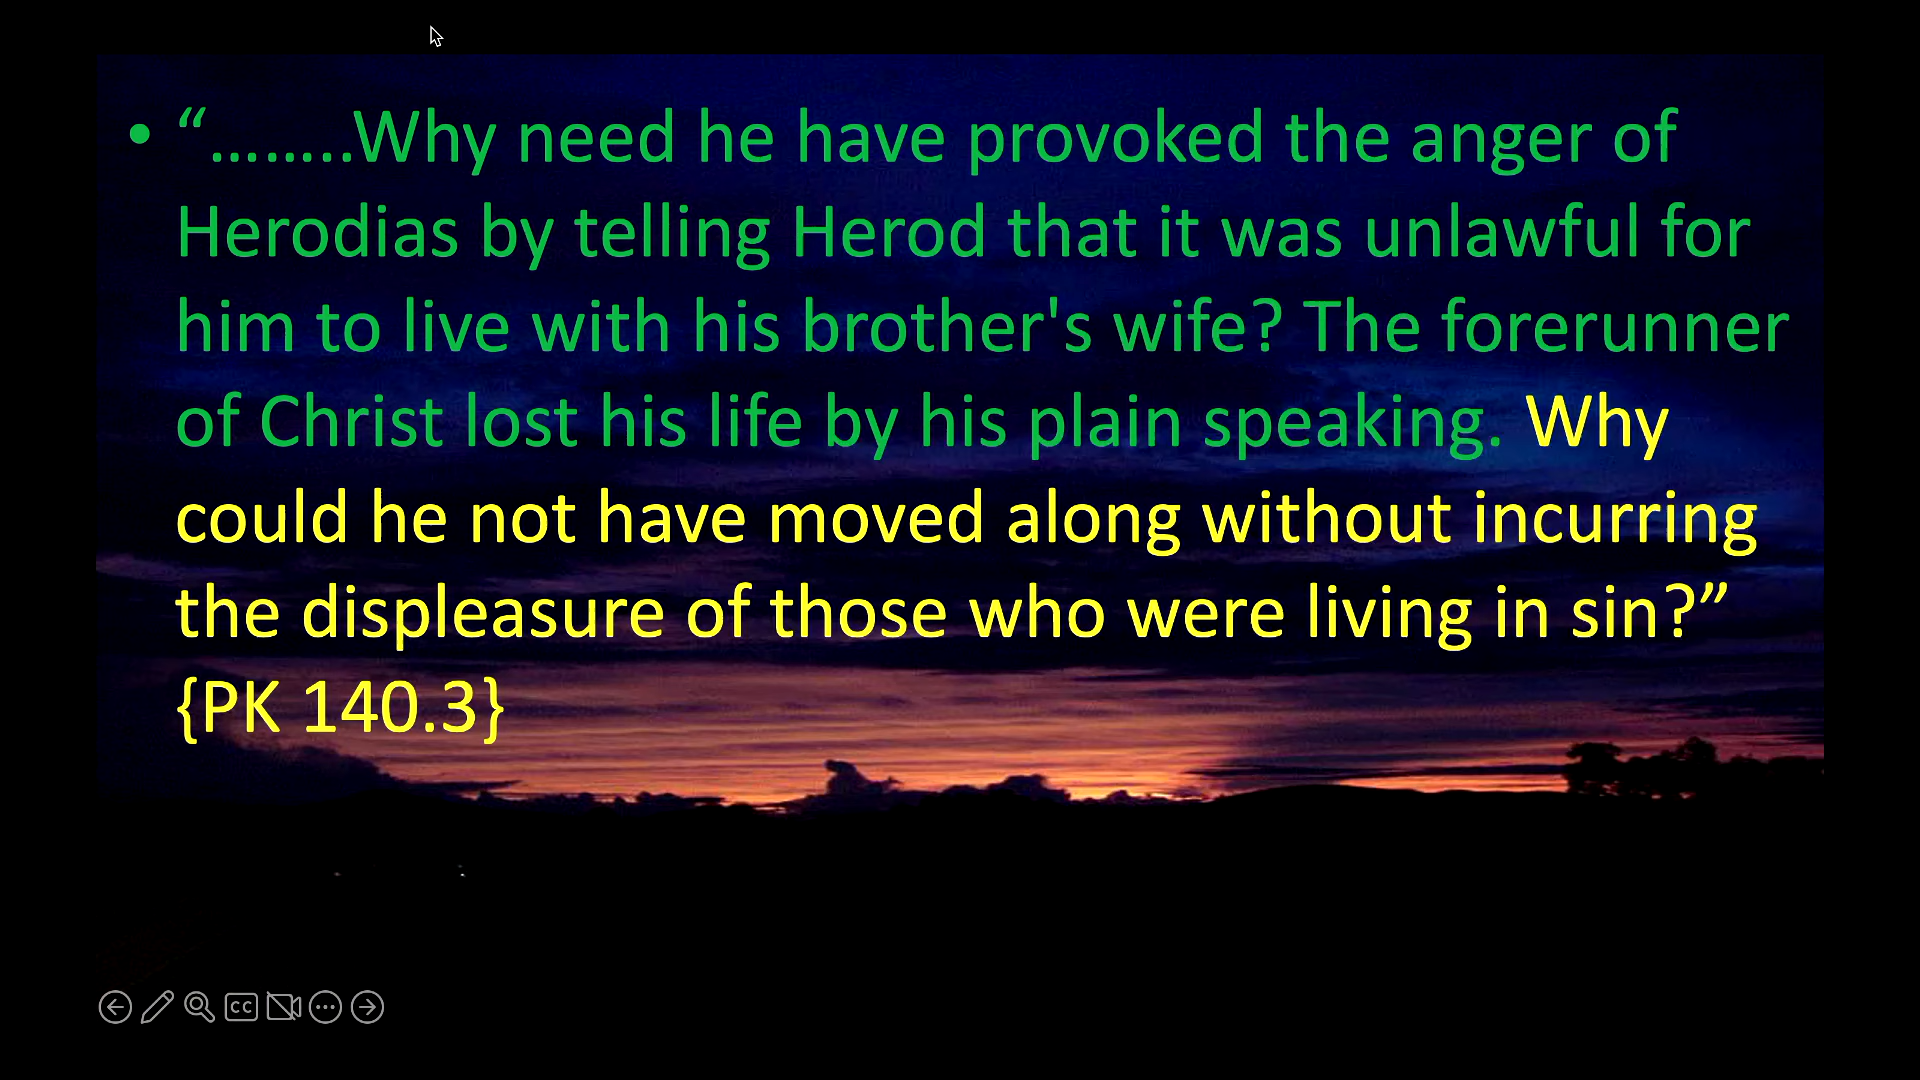 • “……..Why need he have provoked the anger of
Herodias by telling Herod that it was unlawful for
him to live with his brother's wife? The forerunner
of Christ lost his life by his plain speaking. Why
could he not have moved along without incurring
the displeasure of those who were living in sin?”
{PK 140.3}
CC